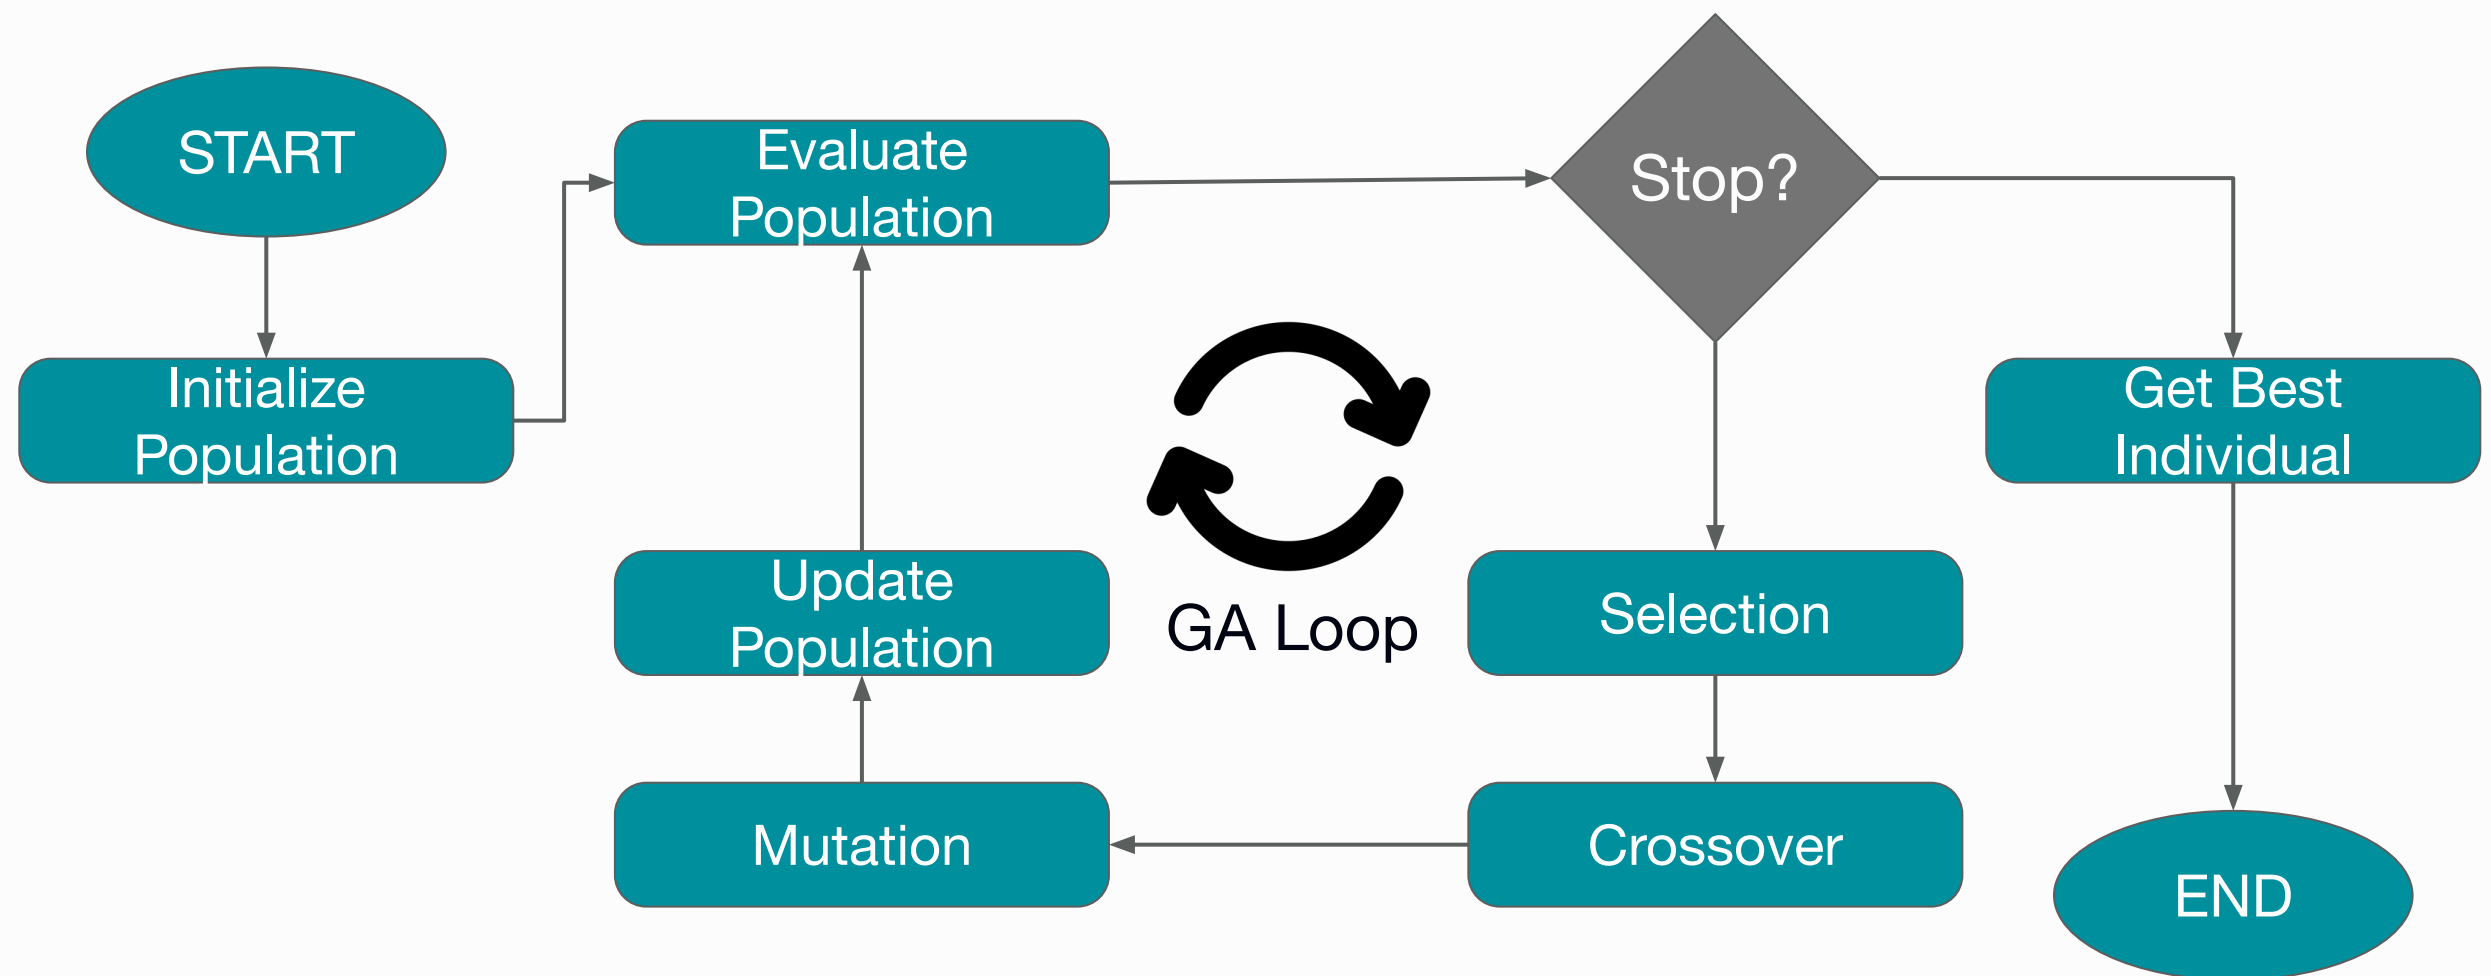 START
Initialize
Population
Evaluate
Population
Stop?
Get Best
Individual
Update
Population
GA Loop
Selection
Mutation
Crossover
END